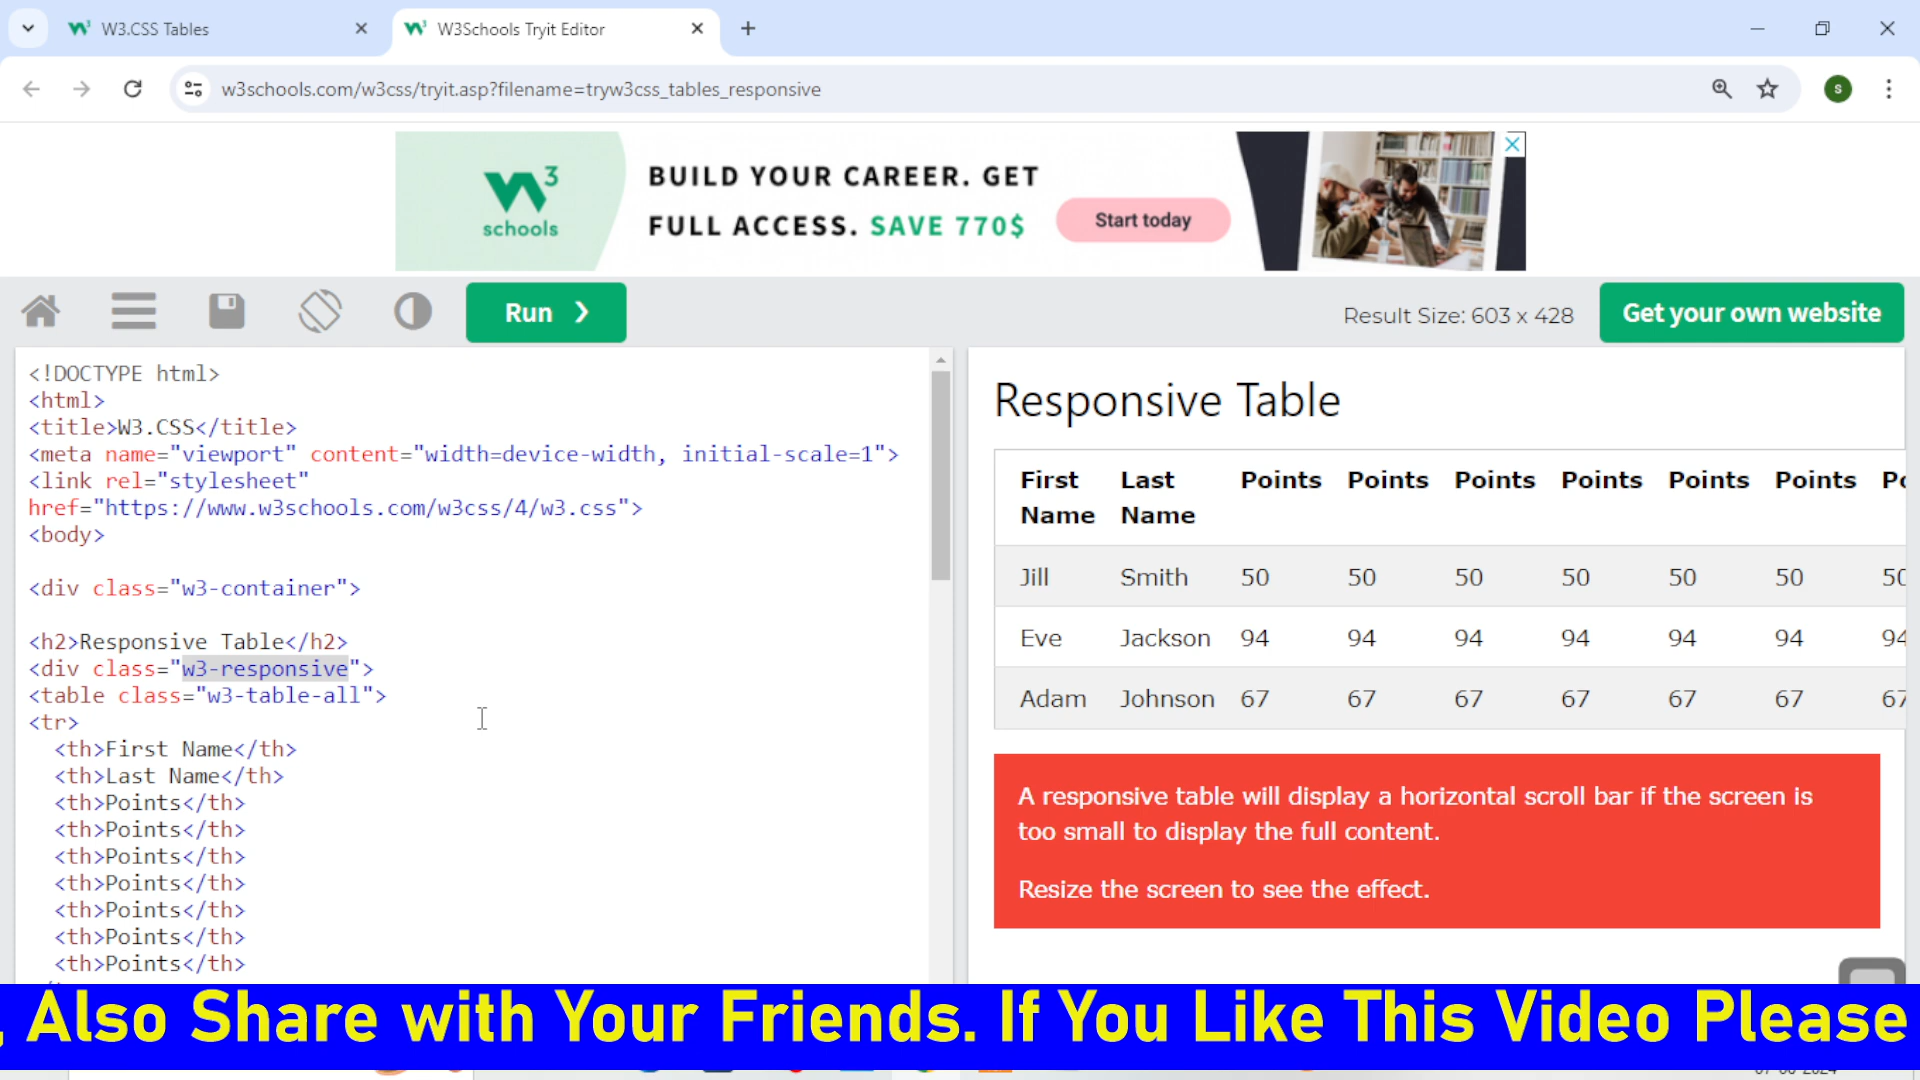 W3.CSS Tables
W3Schools Tryit Editor
w3schools.com/w3css/tryit.asp?filename=tryw3css_tables_responsive
S
3
schools
BUILD YOUR CAREER. GET
FULL ACCESS. SAVE 770$
Start today
Run ❯
Result Size: 603 x 428
Get your own website
<!DOCTYPE html>
<html>
<title>W3.CSS</title>
<meta name="viewport" content="width=device-width, initial-scale=1">
<link rel="stylesheet"
href="https://www.w3schools.com/w3css/4/w3.css">
<body>
<div class="w3-container">
<h2>Responsive Table</h2>
<div class="w3-responsive">
<table class="w3-table-all">
<tr>
<th>First Name</th>
<th>Last Name</th>
<th>Points</th>
<th>Points</th>
<th>Points</th>
<th>Points</th>
<th>Points</th>
<th>Points</th>
<th>Points</th>
Responsive Table
First Name Last Name Points Points Points Points Points Points
Jill Smith 50 50 50 50 50 50 50
Eve Jackson 94 94 94 94 94 94 94
Adam Johnson 67 67 67 67 67 67 67
A responsive table will display a horizontal scroll bar if the screen is
too small to display the full content.
Resize the screen to see the effect.
, Also Share with Your Friends. If You Like This Video Please